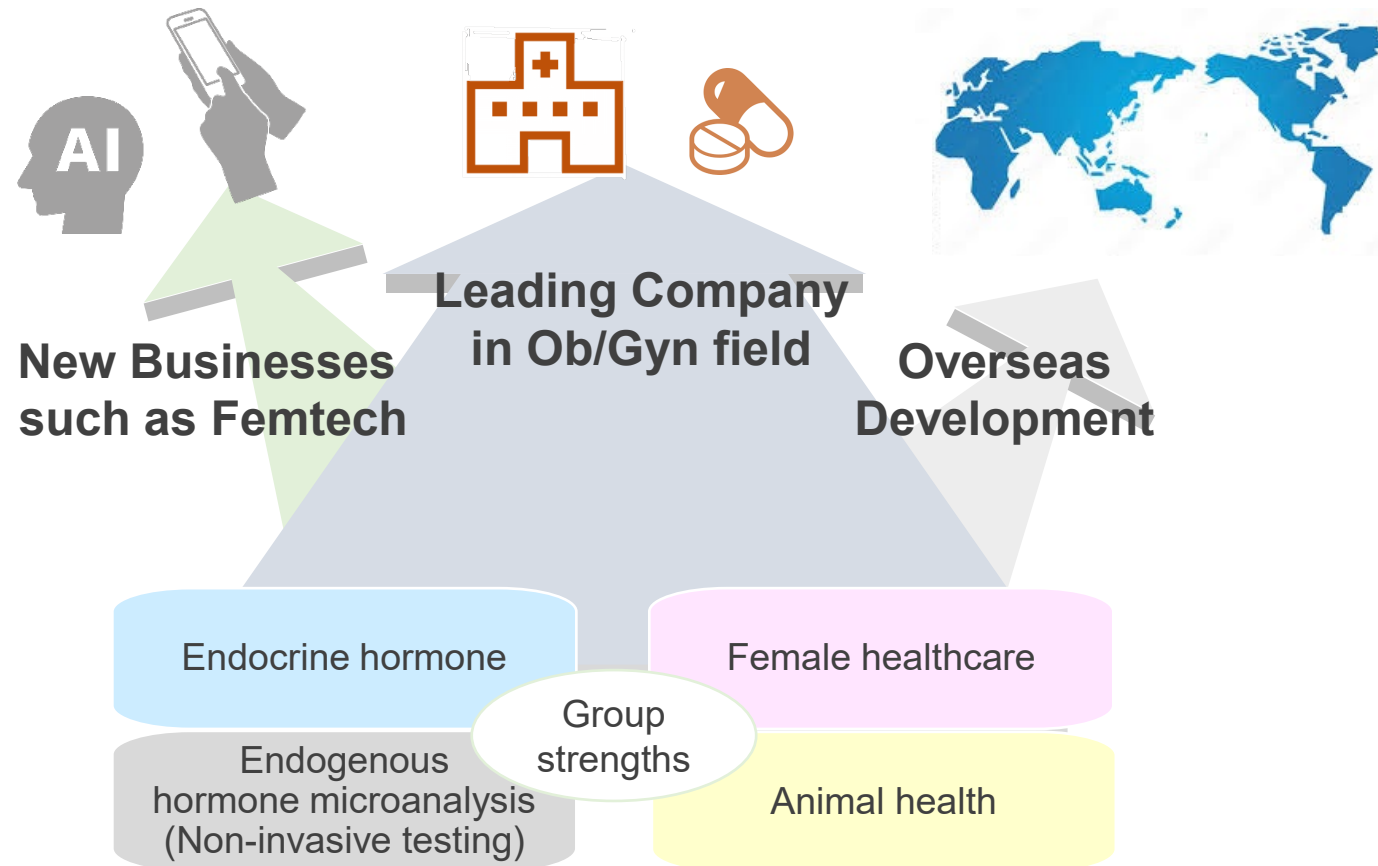 AI
Leading Company
in Ob/Gyn field
New Businesses
such as Femtech
Overseas
Development
Endocrine hormone
Female healthcare
Group
strengths
Endogenous
hormone microanalysis
(Non-invasive testing)
Animal health